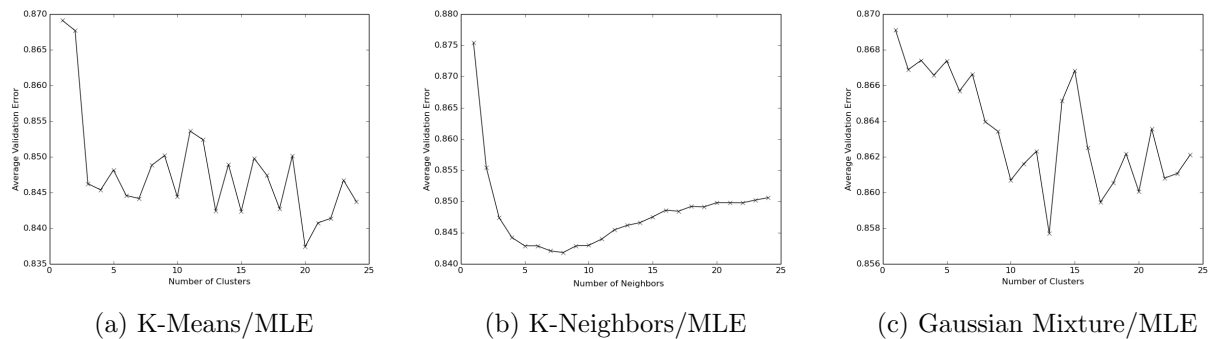 0.870
0.865
0.860
0.855
0.850
0.845
0.840
0.835
Average Validation Error
0 5 10 15 20 25
Number of Clusters
(a) K-Means/MLE
0.880
0.875
0.870
0.865
0.860
0.855
0.850
0.845
0.840
Average Validation Error
0 5 10 15 20 25
Number of Neighbors
(b) K-Neighbors/MLE
0.870
0.868
0.866
0.864
0.862
0.860
0.858
0.856
Average Validation Error
0 5 10 15 20 25
Number of Clusters
(c) Gaussian Mixture/MLE